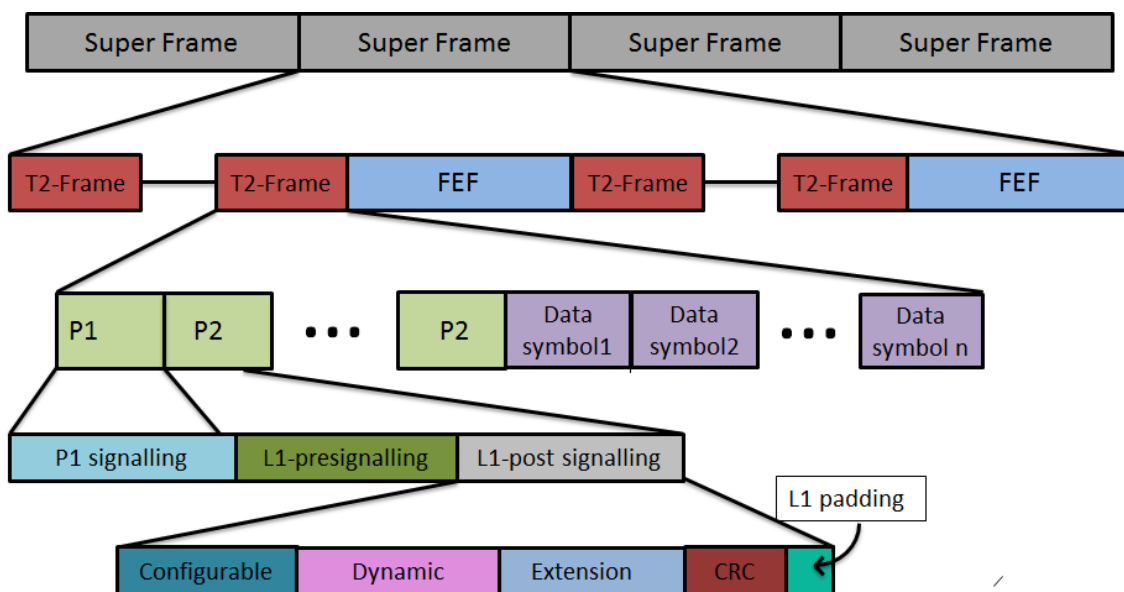 Super Frame Super Frame Super Frame Super Frame
T2-Frame T2-Frame FEF T2-Frame T2-Frame FEF
P1 P2 ... P2 Data symbol1 Data symbol2 ... Data symbol n
P1 signalling L1-presignalling L1-post signalling
L1 padding
Configurable Dynamic Extension CRC